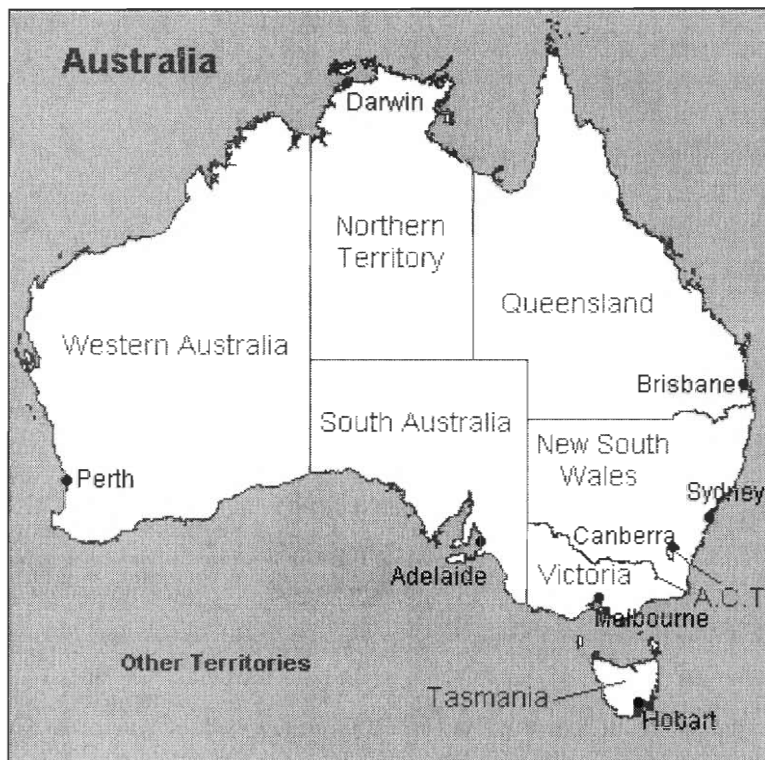 Australia
Darwin
Northern
Territory
Queensland
Western Australia
Brisbane
South Australia
New South
Wales
Perth
Sydney
Canberra
Adelaide
Victoria
A.C.T
Melbourne
Other Territories
Tasmania
Hobart